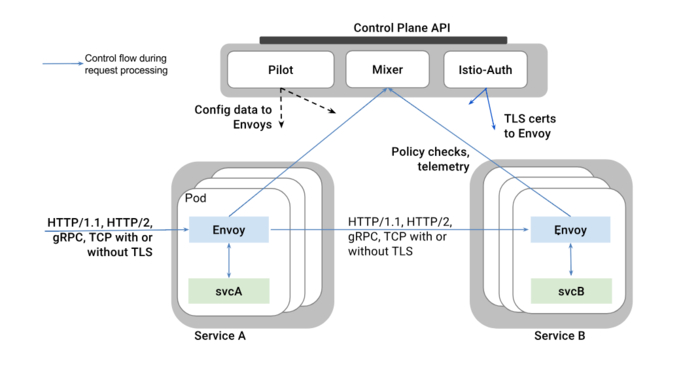 Control Plane API
Control flow during
request processing
Pilot
Mixer
Istio-Auth
Config data to
Envoys
TLS certs
to Envoy
Policy checks,
telemetry
Pod
HTTP/1.1, HTTP/2,
gRPC, TCP with or
without TLS
Envoy
HTTP/1.1, HTTP/2,
gRPC, TCP with or
without TLS
Envoy
svcA
svcB
Service A
Service B